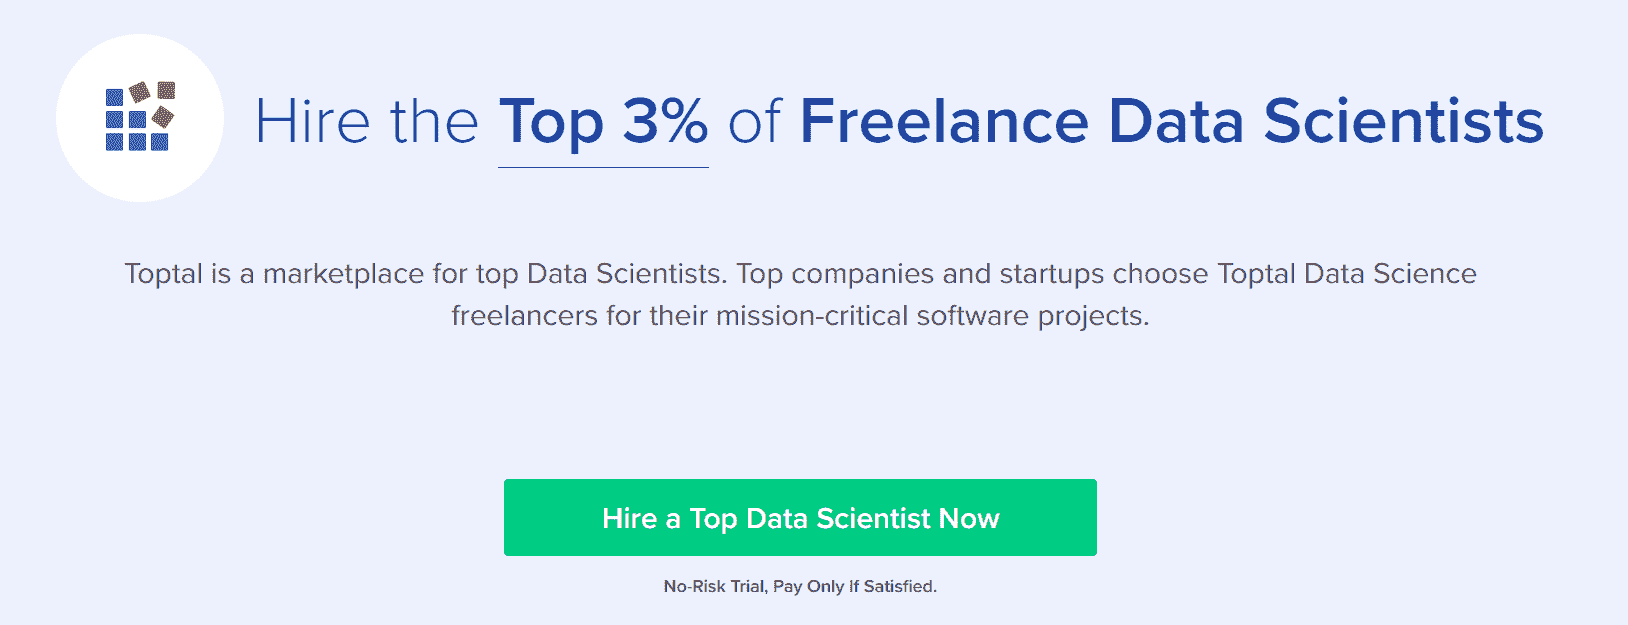 Hire the Top 3% of Freelance Data Scientists
Toptal is a marketplace for top Data Scientists. Top companies and startups choose Toptal Data Science
freelancers for their mission-critical software projects.
Hire a Top Data Scientist Now
No-Risk Trial, Pay Only If Satisfied.